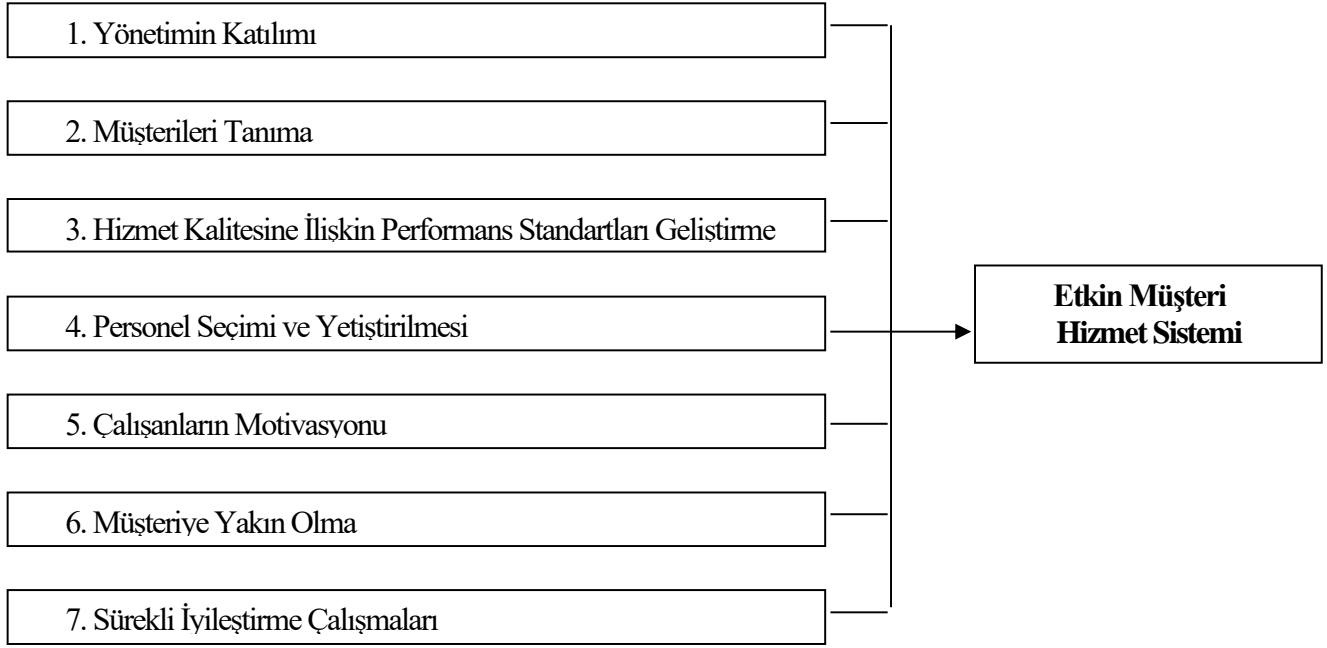 1. Yönetimin Katılımı
2. Müşterileri Tanıma
3. Hizmet Kalitesine İlişkin Performans Standartları Geliştirme
4. Personel Seçimi ve Yetiştirilmesi
5. Çalışanların Motivasyonu
6. Müşteriye Yakın Olma
7. Sürekli İyileştirme Çalışmaları
Etkin Müşteri
Hizmet Sistemi